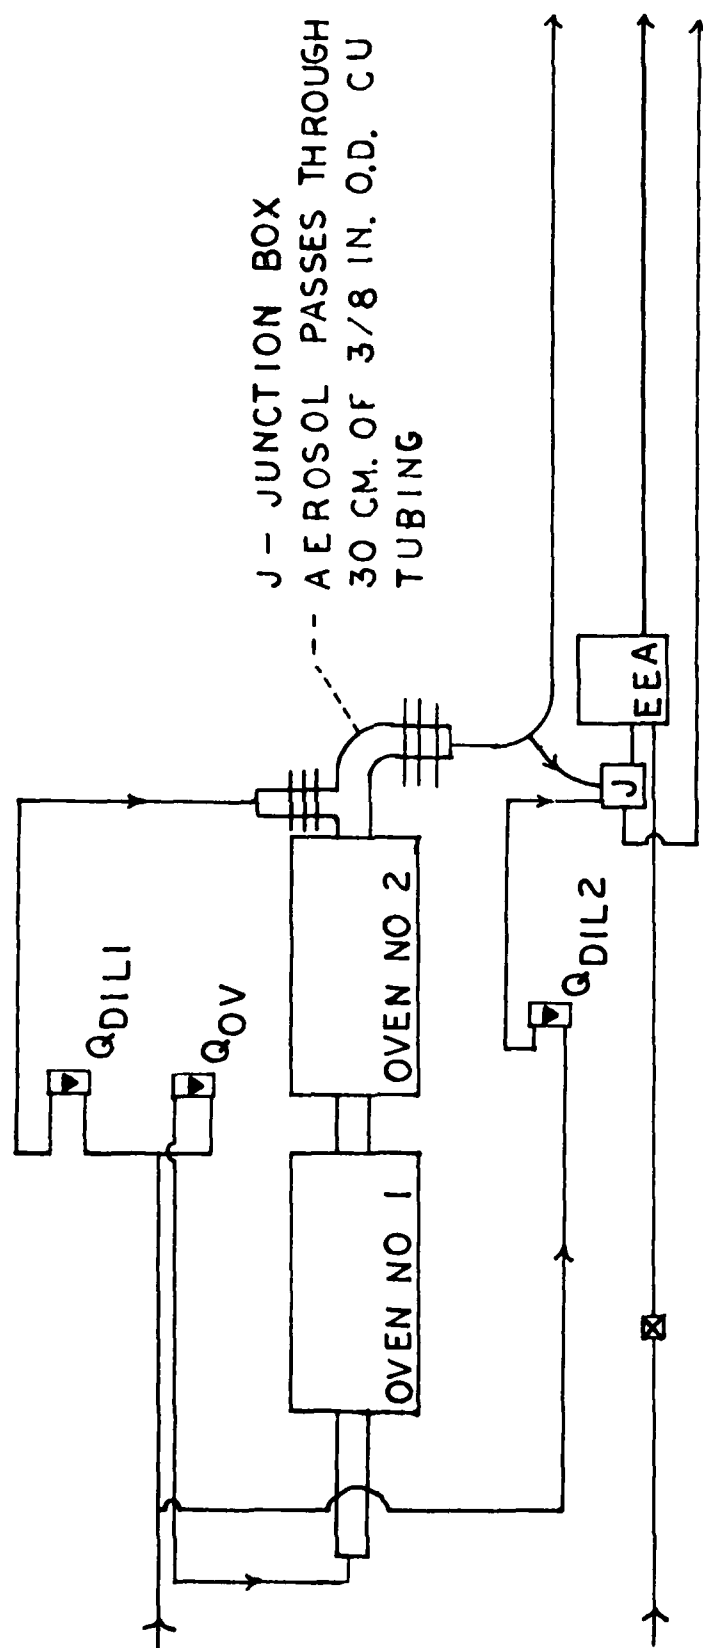 J - JUNCTION BOX
AEROSOL PASSES THROUGH
30 CM. OF 3/8 IN. O.D. CU
TUBING
QDIL1
QOV
OVEN NO 1
OVEN NO 2
QDIL2
J
EEA